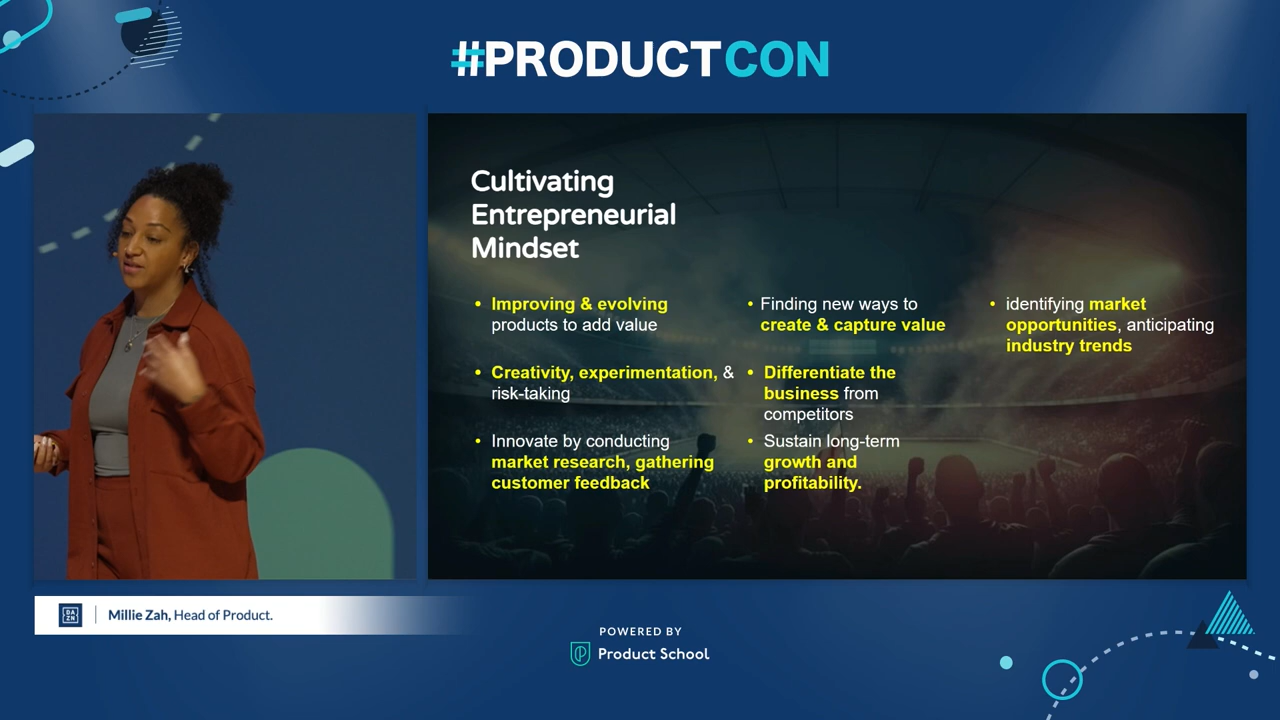 #PRODUCTCON
Cultivating
Entrepreneurial
Mindset
• Improving & evolving
products to add value
• Creativity, experimentation, &
risk-taking
• Innovate by conducting
market research, gathering
customer feedback
• Finding new ways to
create & capture value
• Differentiate the
business from
competitors
• Sustain long-term
growth and
profitability.
• identifying market
opportunities, anticipating
industry trends
DA
ZN
Millie Zah, Head of Product.
POWERED BY
Product School